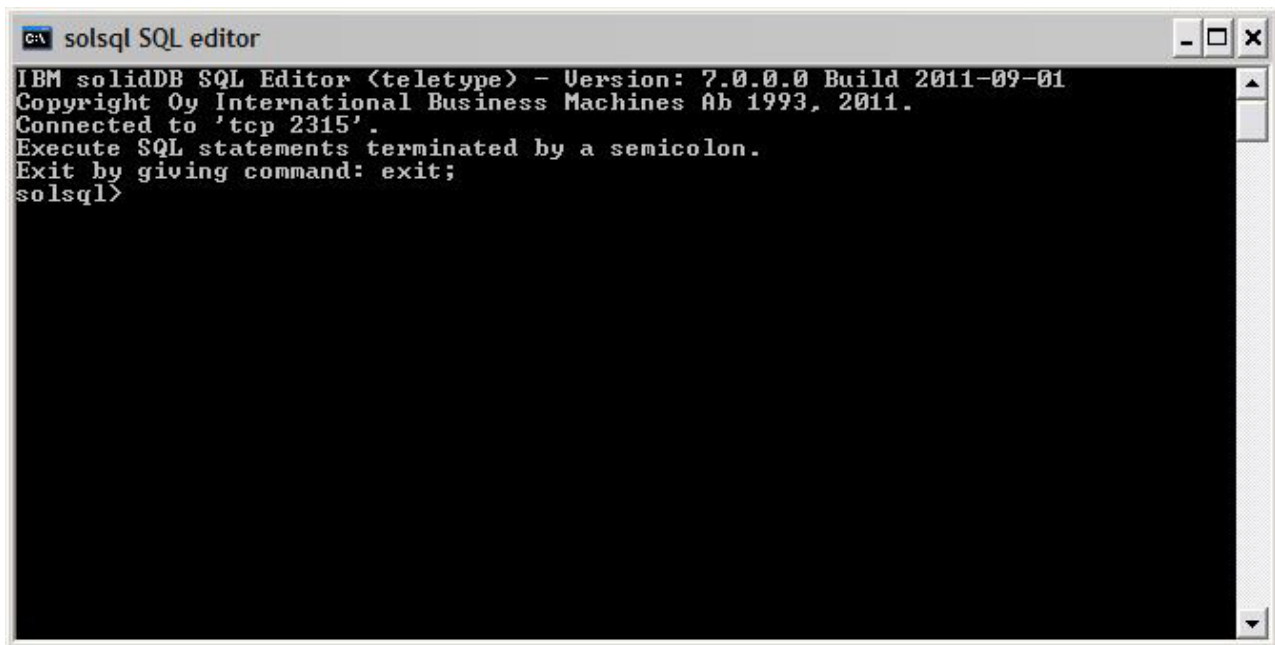 solsql SQL editor
IBM solidDB SQL Editor (teletype) - Version: 7.0.0.0 Build 2011-09-01
Copyright Oy International Business Machines Ab 1993, 2011.
Connected to 'tcp 2315'.
Execute SQL statements terminated by a semicolon.
Exit by giving command: exit;
solsql>